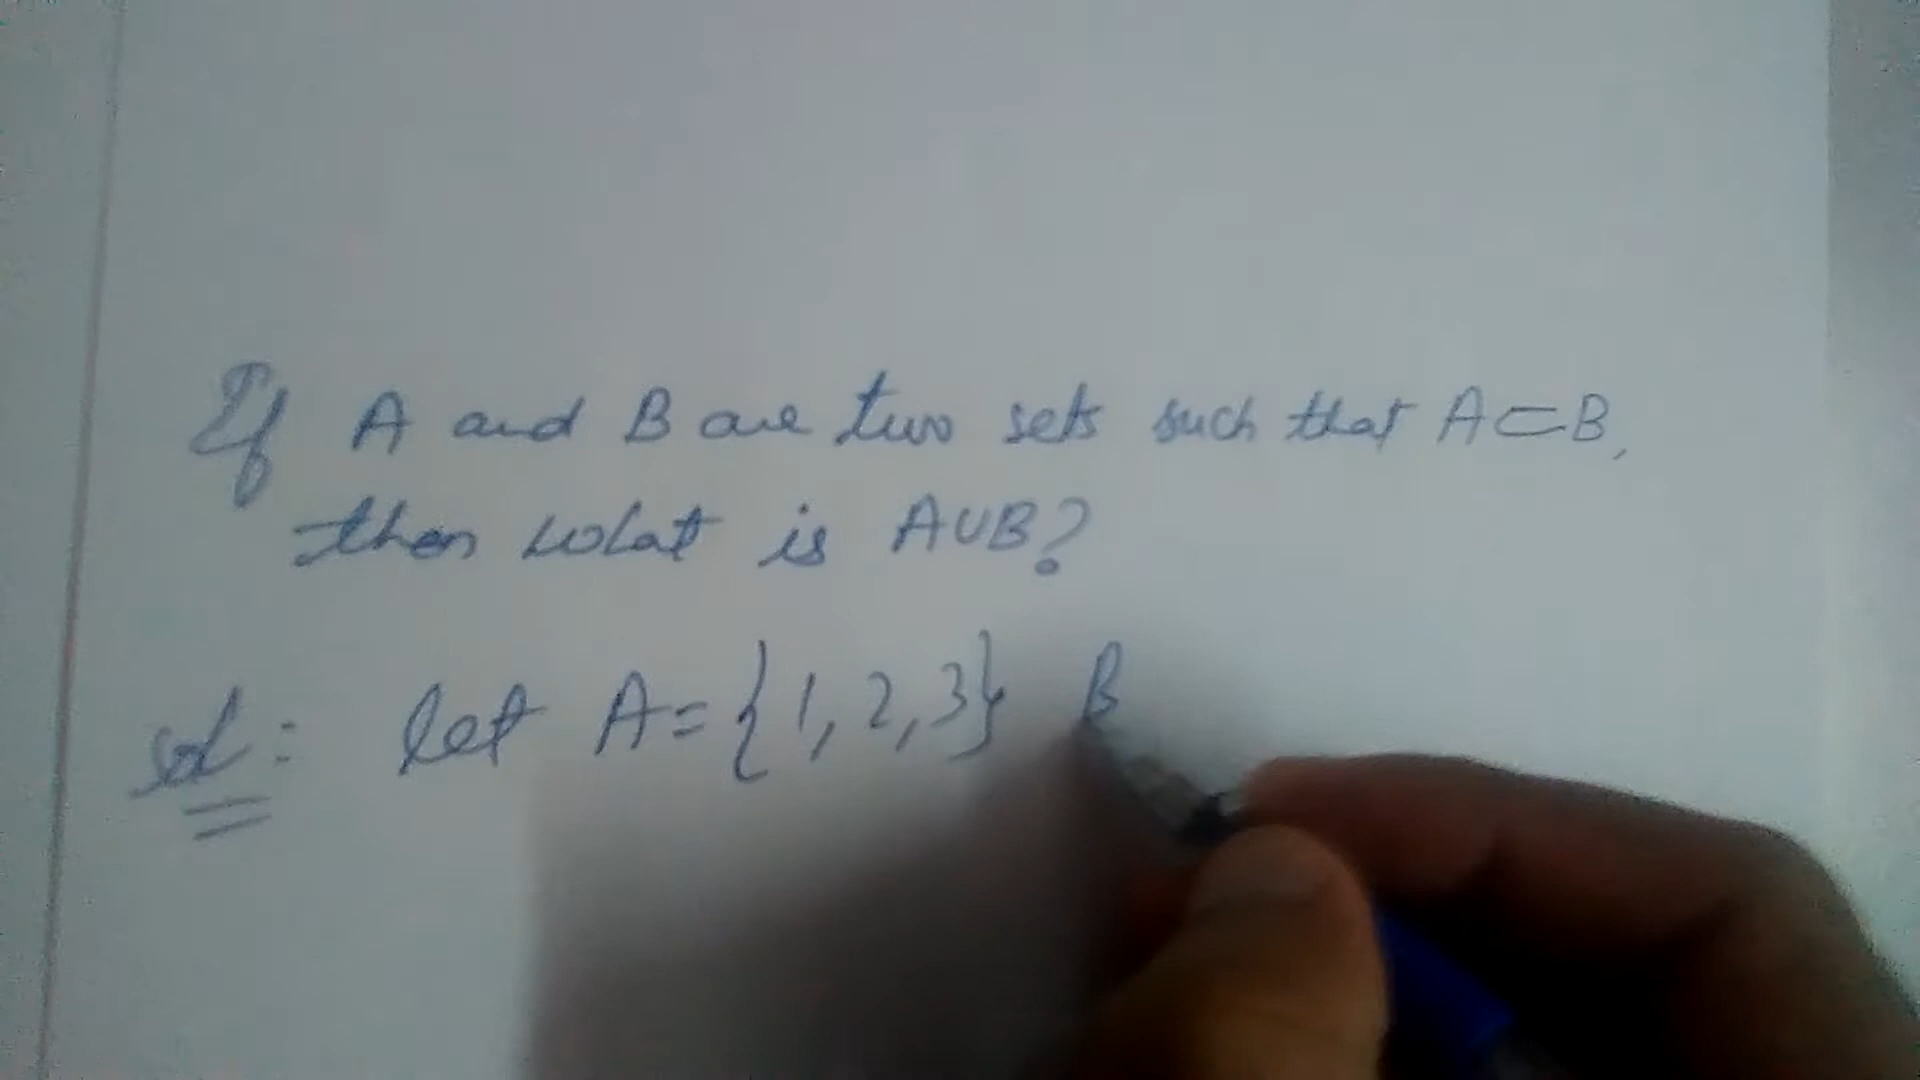 If A and B are two sets such that A⊂B,
then what is A∪B?
sol: let A={1,2,3} B